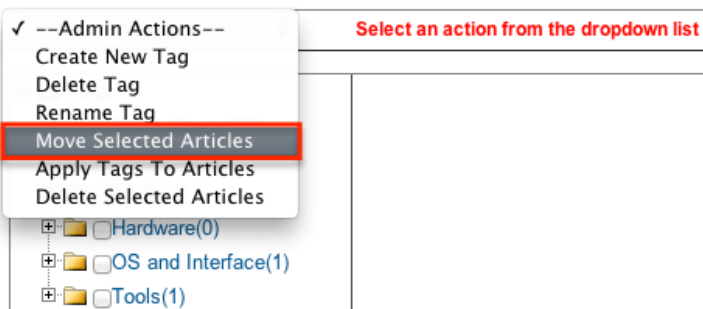 ✓ --Admin Actions--
Select an action from the dropdown list
Create New Tag
Delete Tag
Rename Tag
Move Selected Articles
Apply Tags To Articles
Delete Selected Articles
Hardware(0)
OS and Interface(1)
Tools(1)